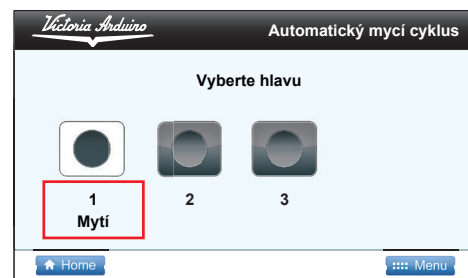 Victoria Arduino
Automatický mycí cyklus
Vyberte hlavu
1 2 3
Mytí
Home Menu